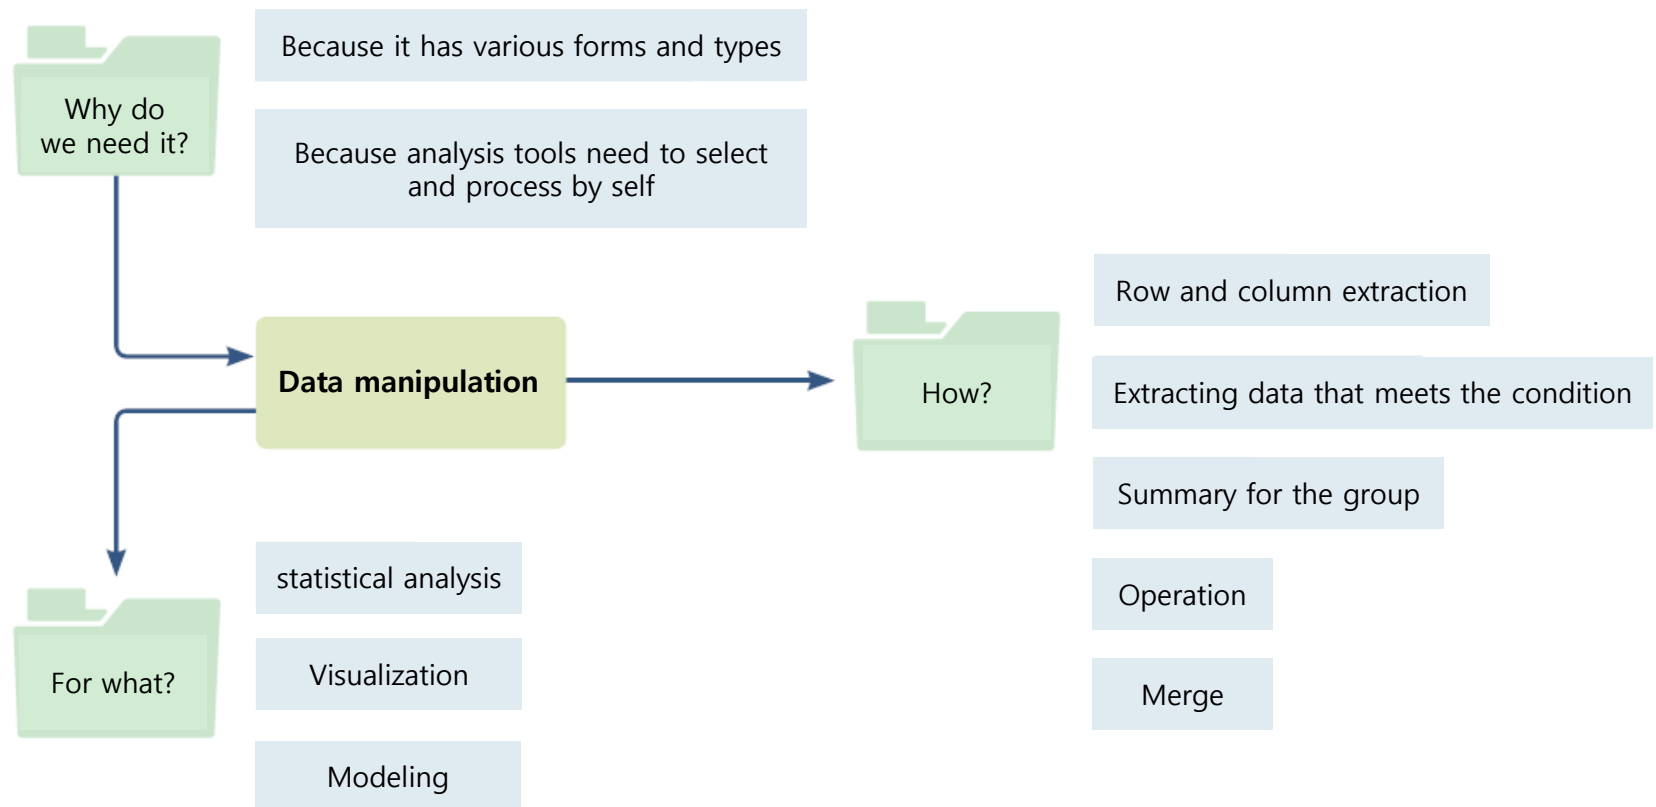 Why do
we need it?
Because it has various forms and types
Because analysis tools need to select
and process by self
Data manipulation
How?
Row and column extraction
Extracting data that meets the condition
Summary for the group
Operation
Merge
For what?
statistical analysis
Visualization
Modeling